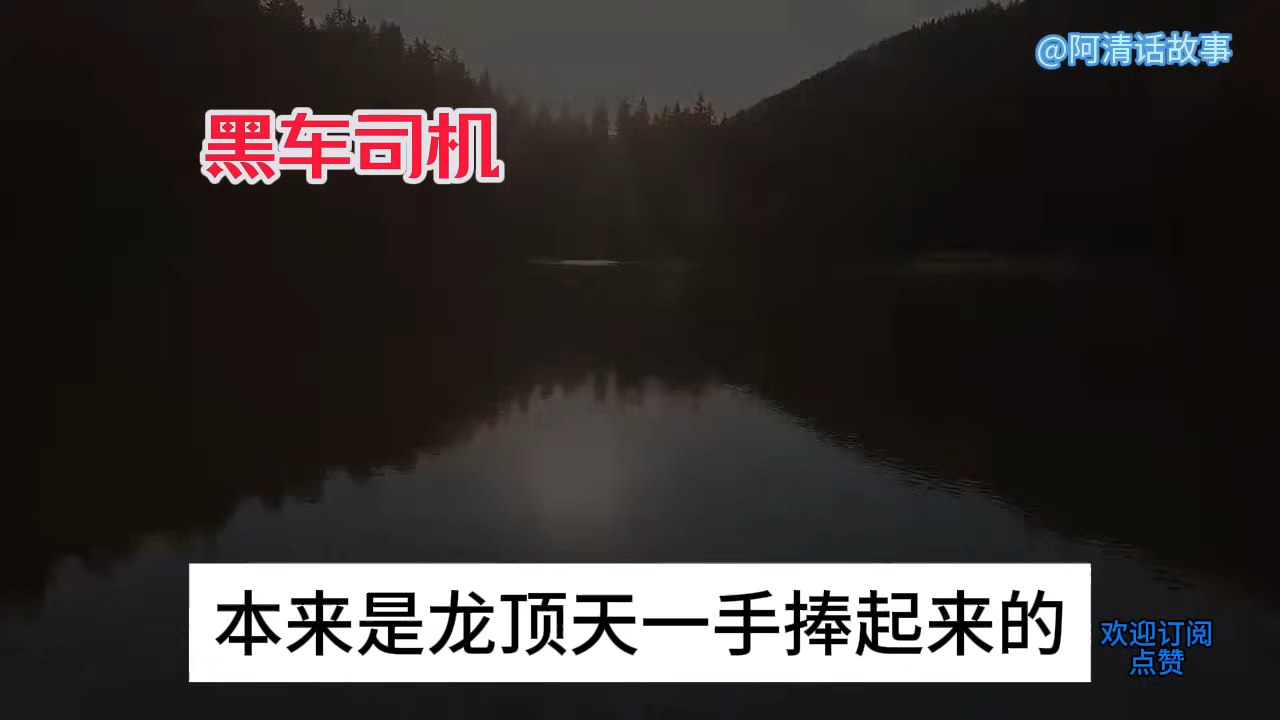 @阿清话故事
黑车司机
本来是龙顶天一手捧起来的
欢迎订阅
点赞